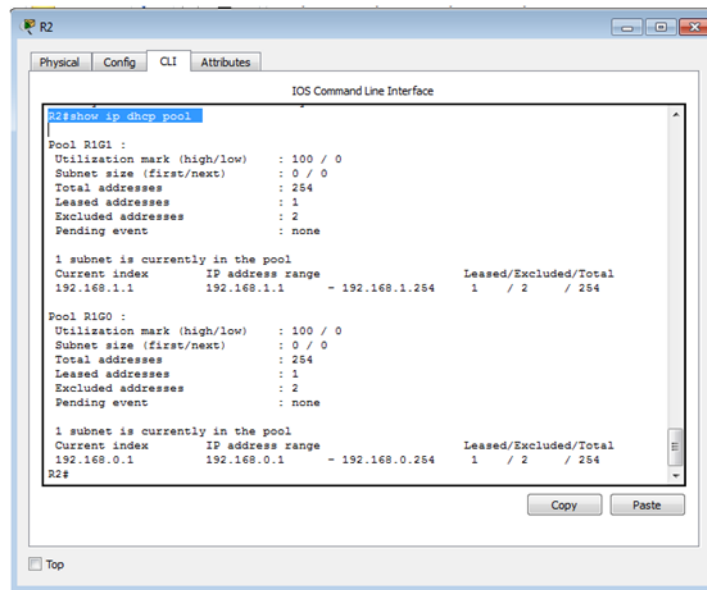 R2
Physical Config CLI Attributes
IOS Command Line Interface
R2#show ip dhcp pool
Pool R1G1 :
Utilization mark (high/low) : 100 / 0
Subnet size (first/next) : 0 / 0
Total addresses : 254
Leased addresses : 1
Excluded addresses : 2
Pending event : none
1 subnet is currently in the pool
Current index IP address range Leased/Excluded/Total
192.168.1.1 192.168.1.1 - 192.168.1.254 1 / 2 / 254
Pool R1G0 :
Utilization mark (high/low) : 100 / 0
Subnet size (first/next) : 0 / 0
Total addresses : 254
Leased addresses : 1
Excluded addresses : 2
Pending event : none
1 subnet is currently in the pool
Current index IP address range Leased/Excluded/Total
192.168.0.1 192.168.0.1 - 192.168.0.254 1 / 2 / 254
R2#
Copy Paste
Top